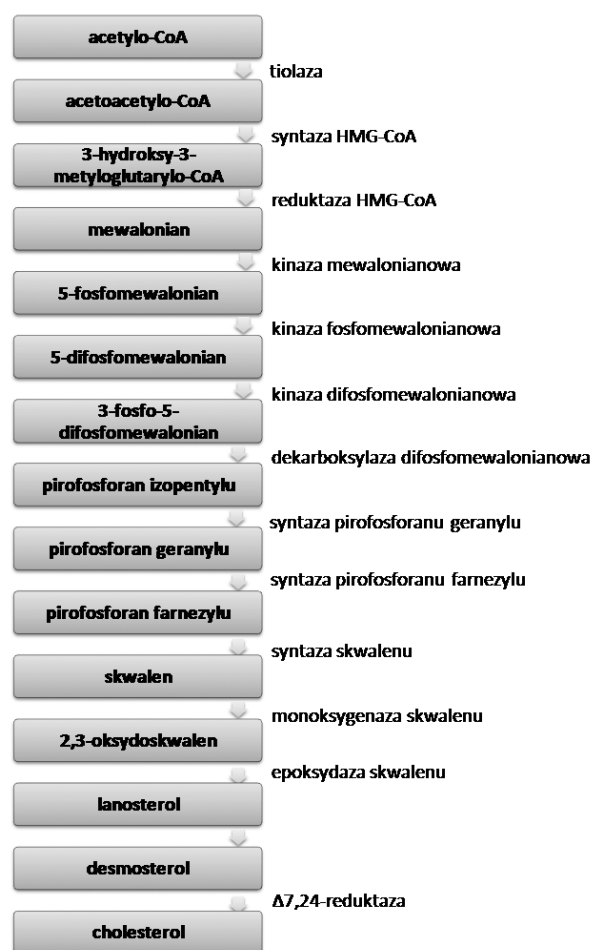 acetylo-CoA
tiolaza
acetoacetylo-CoA
syntaza HMG-CoA
3-hydroksy-3-
metyloglutarylo-CoA
reduktaza HMG-CoA
mewalonian
kinaza mewalonianowa
5-fosfomewalonian
kinaza fosfomewalonianowa
5-difosfomewalonian
kinaza difosfomewalonianowa
3-fosfo-5-
difosfomewalonian
dekarboksylaza difosfomewalonianowa
pirofosforan izopentylu
syntaza pirofosforanu geranylu
pirofosforan geranylu
syntaza pirofosforanu farnezylu
pirofosforan farnezylu
syntaza skwalenu
skwalen
monoksygenaza skwalenu
2,3-oksydoskwalen
epoksydaza skwalenu
lanosterol
desmosterol
Δ7,24-reduktaza
cholesterol